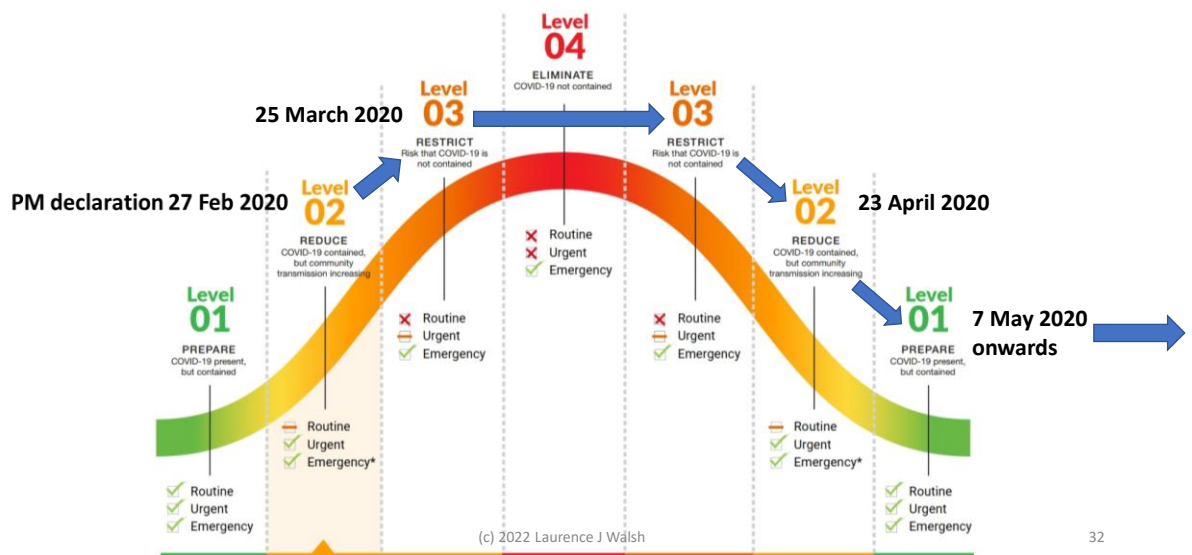 Level
04
ELIMINATE
COVID-19 not contained
Routine
Urgent
Emergency
25 March 2020
Level
03
RESTRICT
Risk that COVID-19 is
not contained
Routine
Urgent
Emergency
Level
03
RESTRICT
Risk that COVID-19 is
not contained
Routine
Urgent
Emergency
PM declaration 27 Feb 2020
Level
02
REDUCE
COVID-19 contained,
but community
transmission increasing
Routine
Urgent
Emergency*
Level
02
REDUCE
COVID-19 contained,
but community
transmission increasing
Routine
Urgent
Emergency*
23 April 2020
Level
01
PREPARE
COVID-19 present,
but contained
Routine
Urgent
Emergency
Level
01
PREPARE
COVID-19 present,
but contained
Routine
Urgent
Emergency
7 May 2020
onwards
(c) 2022 Laurence J Walsh
32